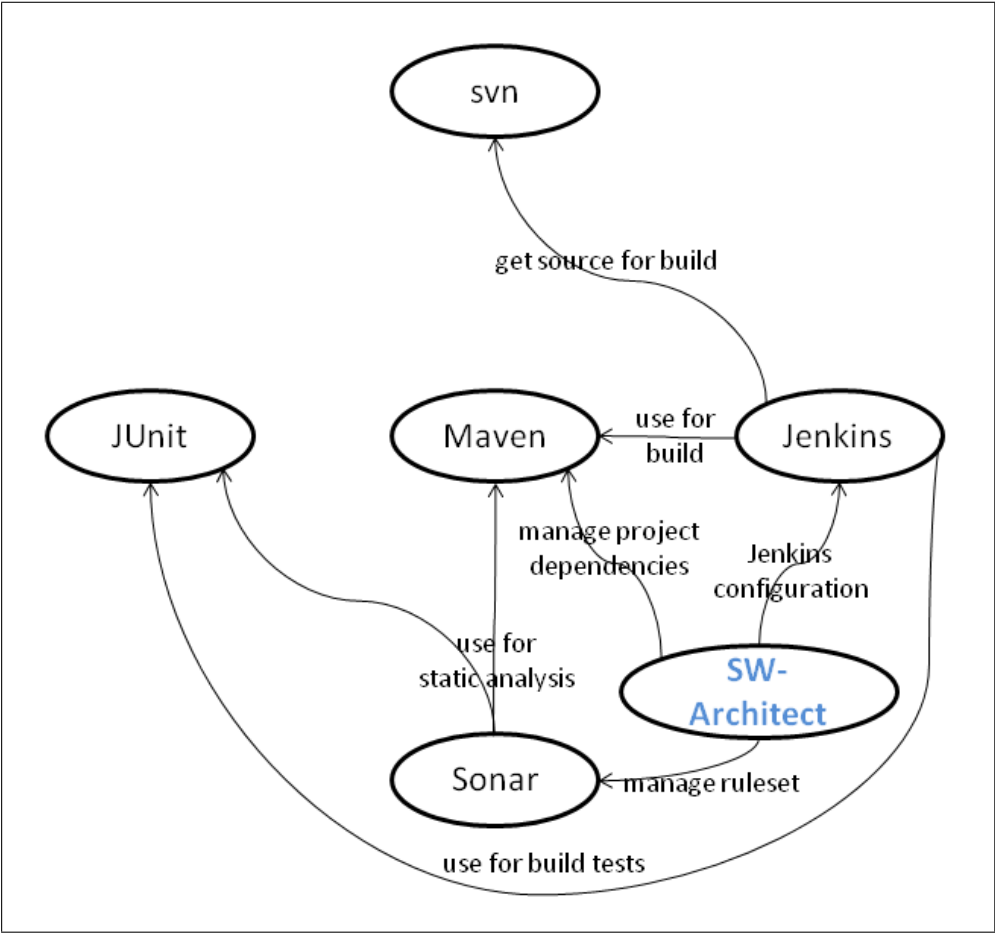 svn
get source for build
JUnit
Maven
use for
build
Jenkins
manage project
dependencies
Jenkins
configuration
use for
static analysis
SW-
Architect
Sonar
manage ruleset
use for build tests